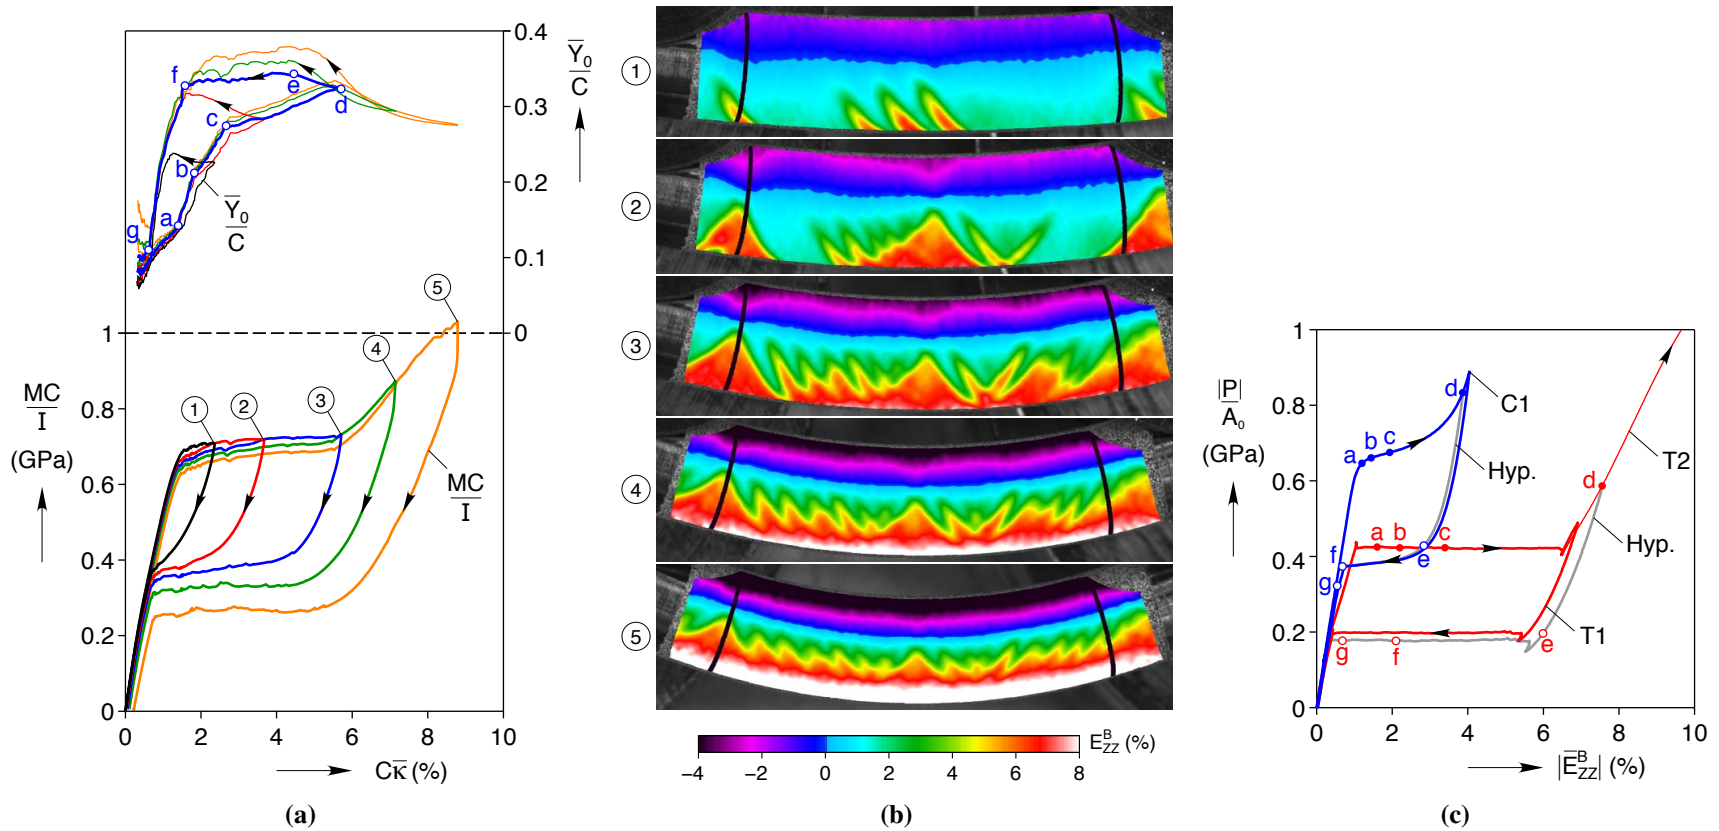 0.4
Y̅₀
C
f
e
d
0.3
c
b
0.2
Y̅₀
C
a
g
0.1
5
1
0
4
MC
I
(GPa)
0.8
1
2
3
MC
I
0.6
0.4
0.2
0
0 2 4 6 8 10
Cκ̅ (%)
(a)
1
2
3
4
5
E^B_ZZ (%)
−4 −2 0 2 4 6 8
(b)
1
|P|
A₀
(GPa)
0.8
d
C1
b c
a
Hyp.
T2
0.6
d
a b c
Hyp.
0.4
f
e
g
0.2
T1
g f e
0
0 2 4 6 8 10
|E̅^B_ZZ| (%)
(c)